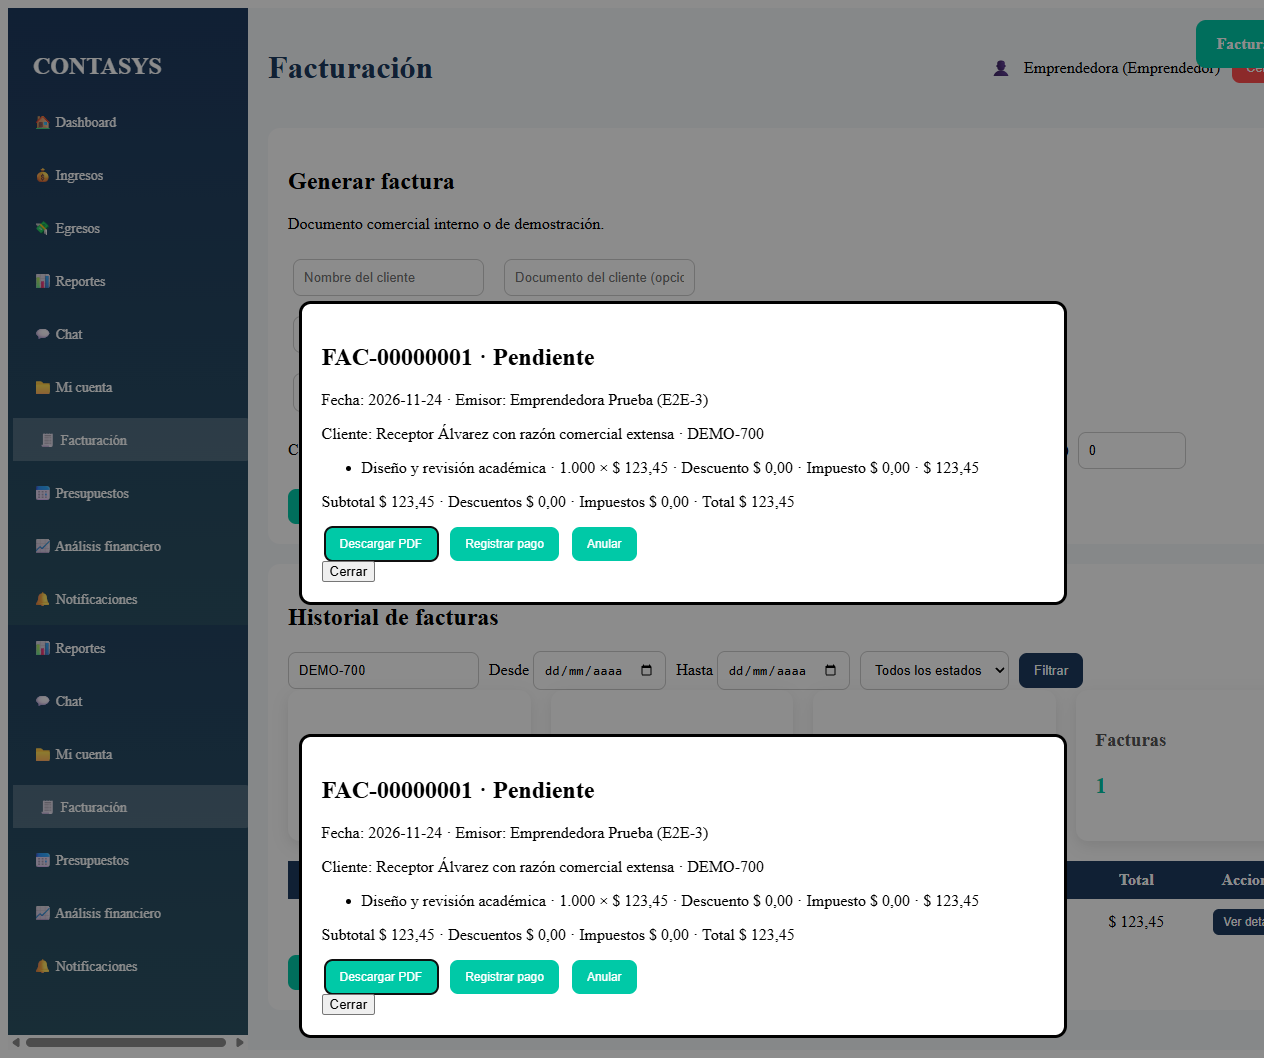 CONTASYS
Dashboard
Ingresos
Egresos
Reportes
Chat
Mi cuenta
Facturación
Presupuestos
Análisis financiero
Notificaciones
Reportes
Chat
Mi cuenta
Facturación
Presupuestos
Análisis financiero
Notificaciones
Facturación
Emprendedora (Emprendedor)
Generar factura
Documento comercial interno o de demostración.
Nombre del cliente
Documento del cliente (opcic
0
FAC-00000001 · Pendiente
Fecha: 2026-11-24 · Emisor: Emprendedora Prueba (E2E-3)
Cliente: Receptor Álvarez con razón comercial extensa · DEMO-700
• Diseño y revisión académica · 1.000 × $ 123,45 · Descuento $ 0,00 · Impuesto $ 0,00 · $ 123,45
Subtotal $ 123,45 · Descuentos $ 0,00 · Impuestos $ 0,00 · Total $ 123,45
Descargar PDF Registrar pago Anular
Cerrar
Historial de facturas
DEMO-700 Desde dd/mm/aaaa Hasta dd/mm/aaaa Todos los estados Filtrar
Facturas
1
FAC-00000001 · Pendiente
Fecha: 2026-11-24 · Emisor: Emprendedora Prueba (E2E-3)
Cliente: Receptor Álvarez con razón comercial extensa · DEMO-700
• Diseño y revisión académica · 1.000 × $ 123,45 · Descuento $ 0,00 · Impuesto $ 0,00 · $ 123,45
Subtotal $ 123,45 · Descuentos $ 0,00 · Impuestos $ 0,00 · Total $ 123,45
Descargar PDF Registrar pago Anular
Cerrar
Total
$ 123,45 Ver